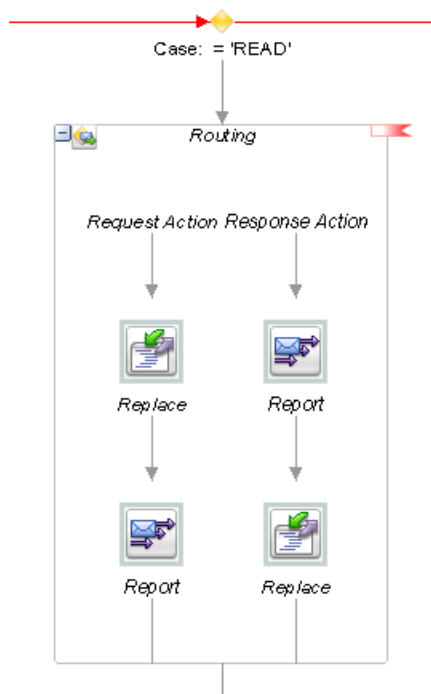 Case: = 'READ'
Routing
Request Action Response Action
Replace Report
Report Replace